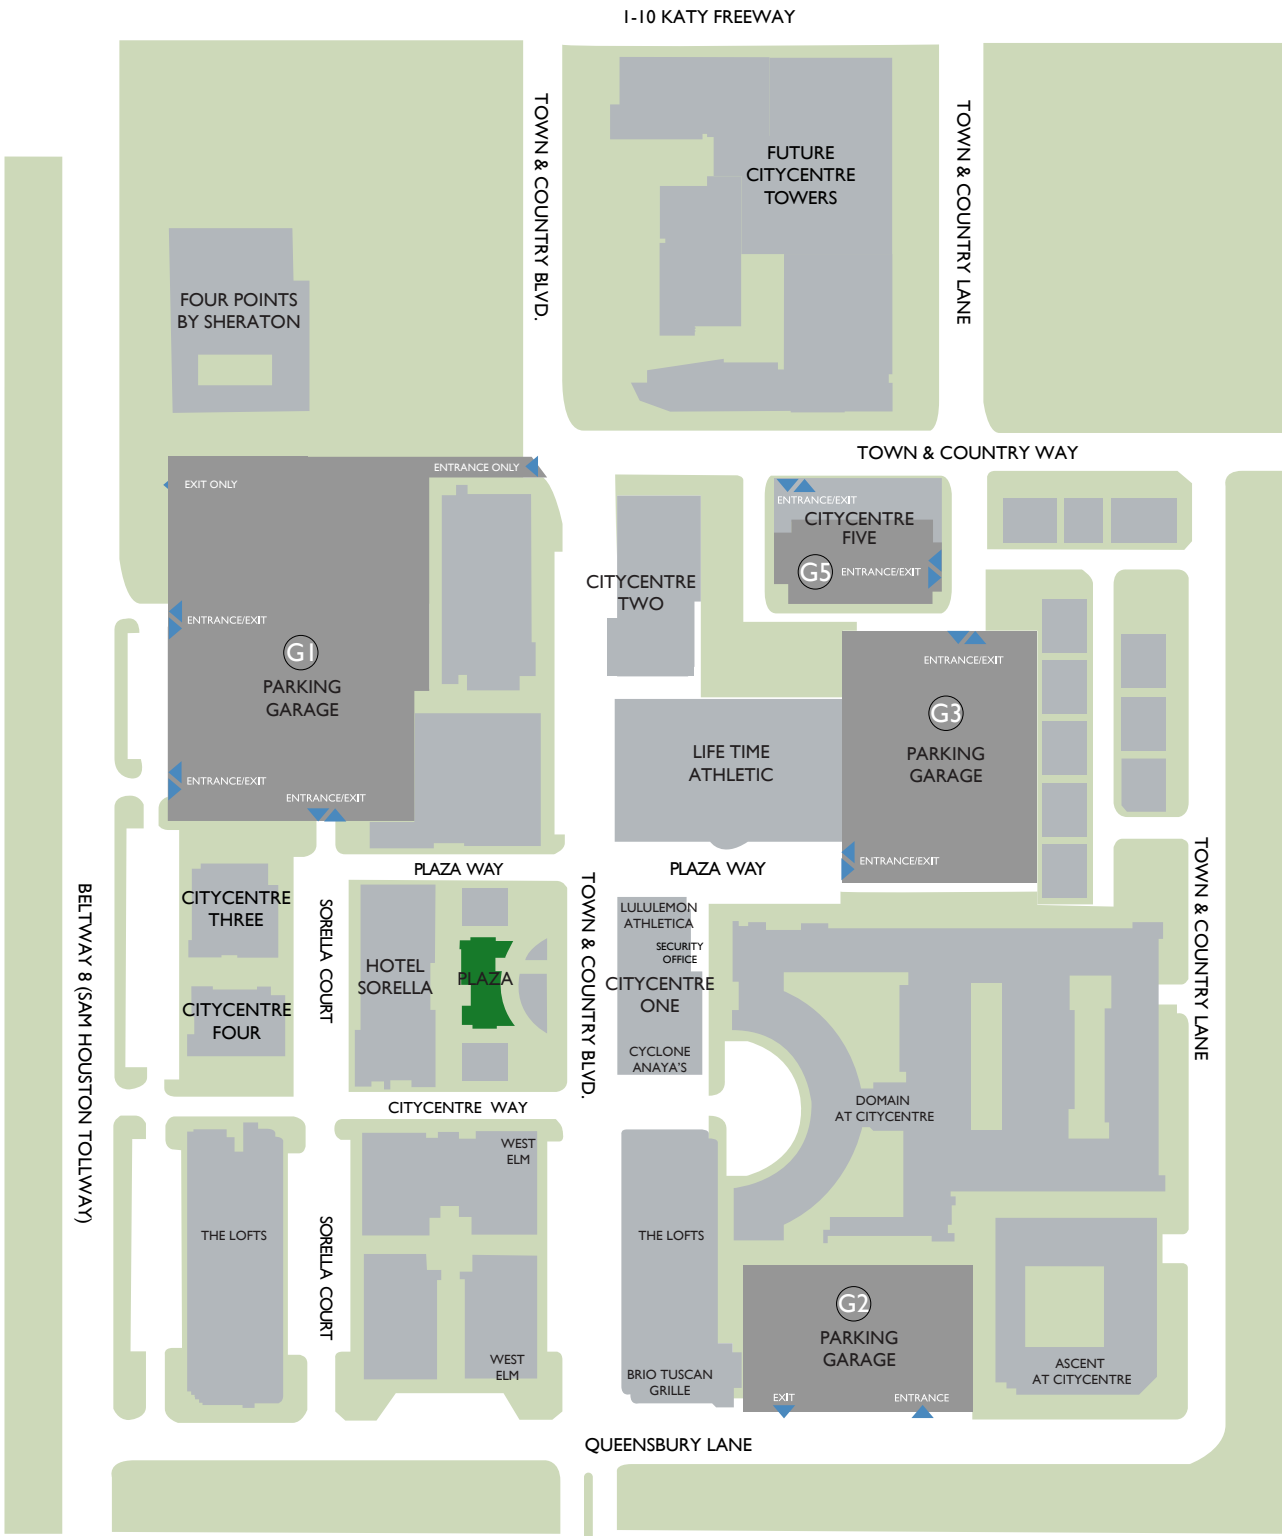 1-10 KATY FREEWAY
TOWN & COUNTRY BLVD.
TOWN & COUNTRY LANE
FUTURE
CITYCENTRE
TOWERS
FOUR POINTS
BY SHERATON
TOWN & COUNTRY WAY
ENTRANCE ONLY
EXIT ONLY
ENTRANCE/EXIT
CITYCENTRE
FIVE
G5
ENTRANCE/EXIT
CITYCENTRE
TWO
ENTRANCE/EXIT
G1
PARKING
GARAGE
ENTRANCE/EXIT
G3
PARKING
GARAGE
LIFE TIME
ATHLETIC
ENTRANCE/EXIT
ENTRANCE/EXIT
ENTRANCE/EXIT
PLAZA WAY
PLAZA WAY
BELTWAY 8 (SAM HOUSTON TOLLWAY)
CITYCENTRE
THREE
SORELLA COURT
TOWN & COUNTRY BLVD.
TOWN & COUNTRY LANE
LULULEMON
ATHLETICA
SECURITY
OFFICE
HOTEL
SORELLA
PLAZA
CITYCENTRE
ONE
CITYCENTRE
FOUR
CYCLONE
ANAYA'S
DOMAIN
AT CITYCENTRE
CITYCENTRE WAY
WEST
ELM
THE LOFTS
SORELLA COURT
THE LOFTS
G2
PARKING
GARAGE
WEST
ELM
BRIO TUSCAN
GRILLE
ASCENT
AT CITYCENTRE
EXIT
ENTRANCE
QUEENSBURY LANE